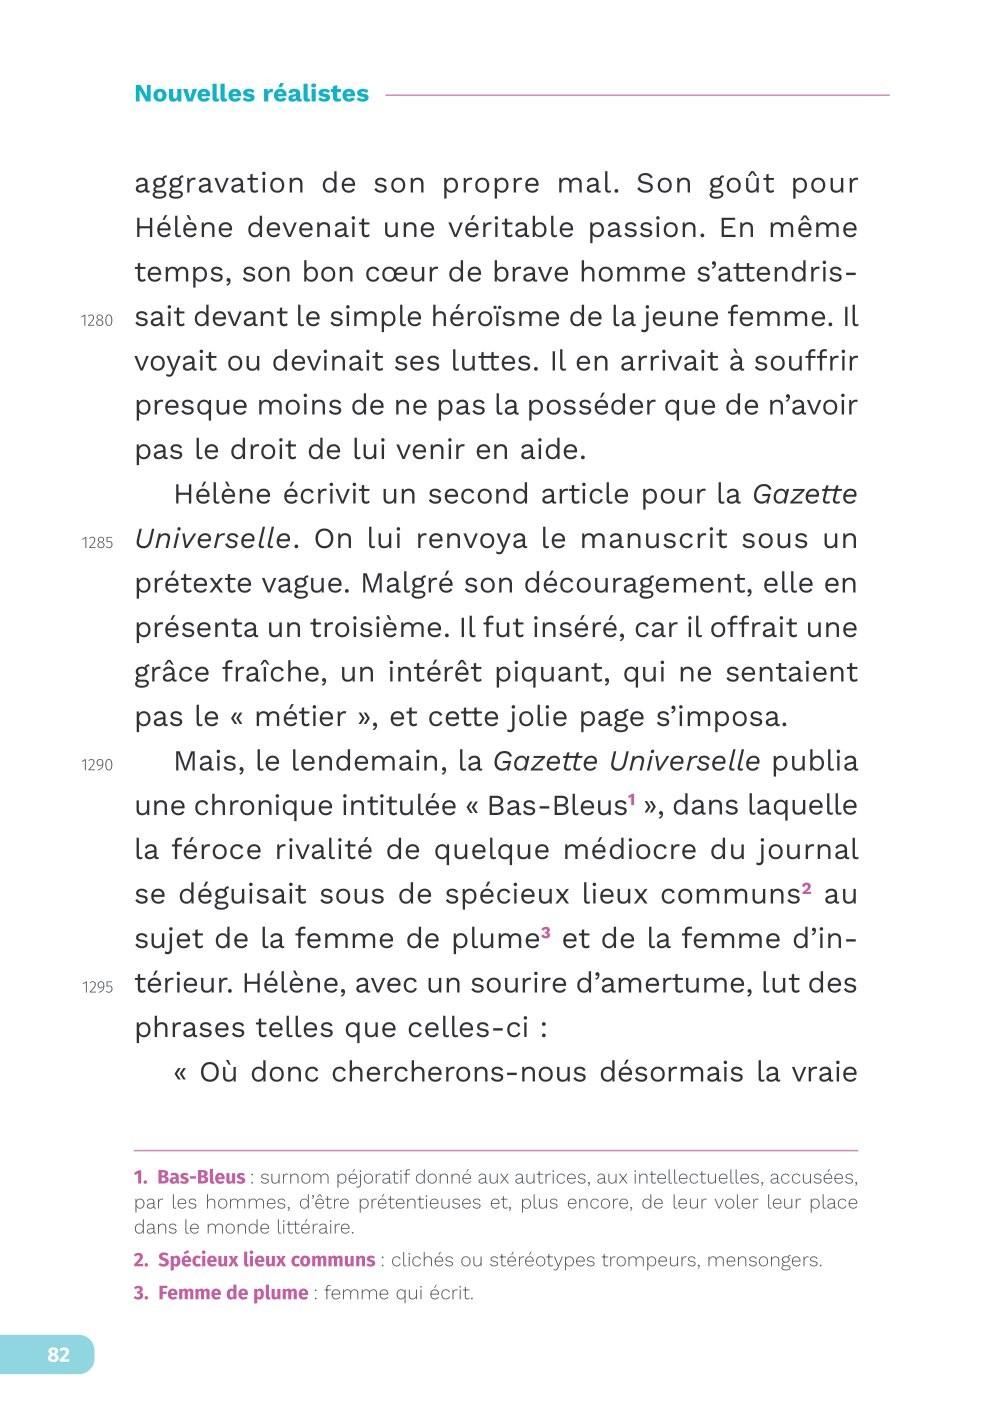 Nouvelles réalistes
aggravation de son propre mal. Son goût pour
Hélène devenait une véritable passion. En même
temps, son bon cœur de brave homme s’attendris-
1280 sait devant le simple héroïsme de la jeune femme. Il
voyait ou devinait ses luttes. Il en arrivait à souffrir
presque moins de ne pas la posséder que de n’avoir
pas le droit de lui venir en aide.
Hélène écrivit un second article pour la Gazette
1285 Universelle. On lui renvoya le manuscrit sous un
prétexte vague. Malgré son découragement, elle en
présenta un troisième. Il fut inséré, car il offrait une
grâce fraîche, un intérêt piquant, qui ne sentaient
pas le « métier », et cette jolie page s’imposa.
1290 Mais, le lendemain, la Gazette Universelle publia
une chronique intitulée « Bas-Bleus¹ », dans laquelle
la féroce rivalité de quelque médiocre du journal
se déguisait sous de spécieux lieux communs² au
sujet de la femme de plume³ et de la femme d’in-
1295 térieur. Hélène, avec un sourire d’amertume, lut des
phrases telles que celles-ci :
« Où donc chercherons-nous désormais la vraie
1. Bas-Bleus : surnom péjoratif donné aux autrices, aux intellectuelles, accusées,
par les hommes, d’être prétentieuses et, plus encore, de leur voler leur place
dans le monde littéraire.
2. Spécieux lieux communs : clichés ou stéréotypes trompeurs, mensongers.
3. Femme de plume : femme qui écrit.
82